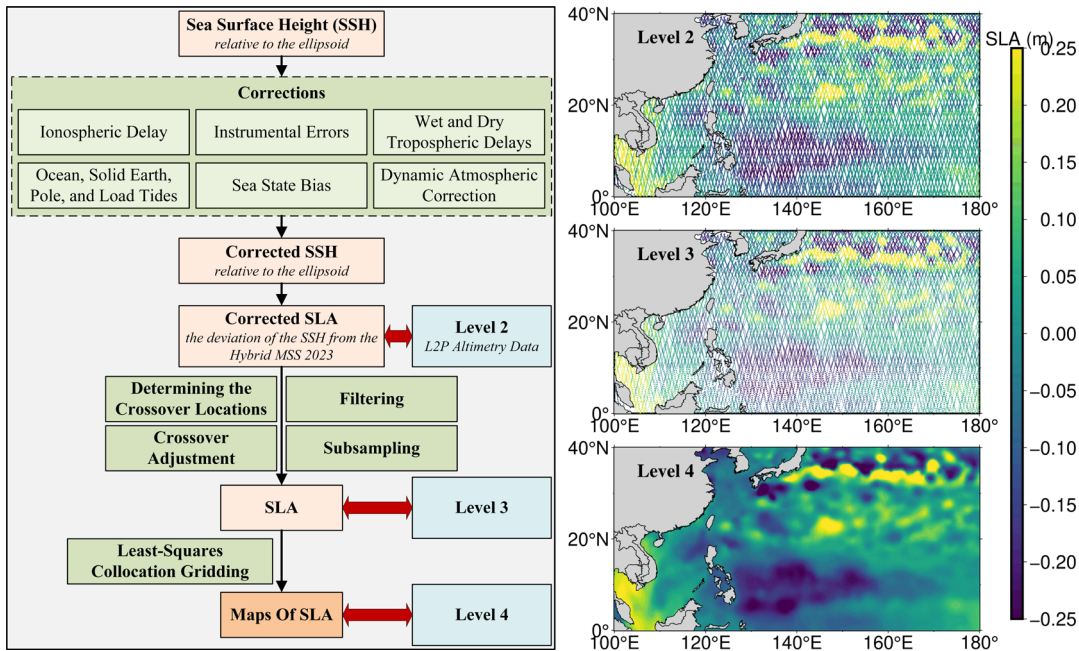 Sea Surface Height (SSH)
relative to the ellipsoid
Corrections
Ionospheric Delay
Instrumental Errors
Wet and Dry
Tropospheric Delays
Ocean, Solid Earth,
Pole, and Load Tides
Sea State Bias
Dynamic Atmospheric
Correction
Corrected SSH
relative to the ellipsoid
Corrected SLA
the deviation of the SSH from the
Hybrid MSS 2023
Level 2
L2P Altimetry Data
Determining the
Crossover Locations
Filtering
Crossover
Adjustment
Subsampling
SLA
Level 3
Least-Squares
Collocation Gridding
Maps Of SLA
Level 4
40°N
Level 2
20°N
0°
100°E
120°E
140°E
160°E
180°
40°N
Level 3
20°N
0°
100°E
120°E
140°E
160°E
180°
40°N
Level 4
20°N
0°
100°E
120°E
140°E
160°E
180°
SLA (m)
0.25
0.20
0.15
0.10
0.05
0.00
−0.05
−0.10
−0.15
−0.20
−0.25